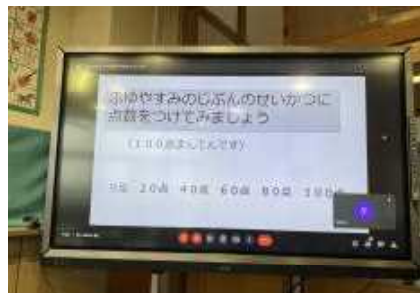 ふゆやすみのじぶんのせいかつに
点数をつけてみましょう
(100点まんてんです)
0点 20点 40点 60点 80点 100点